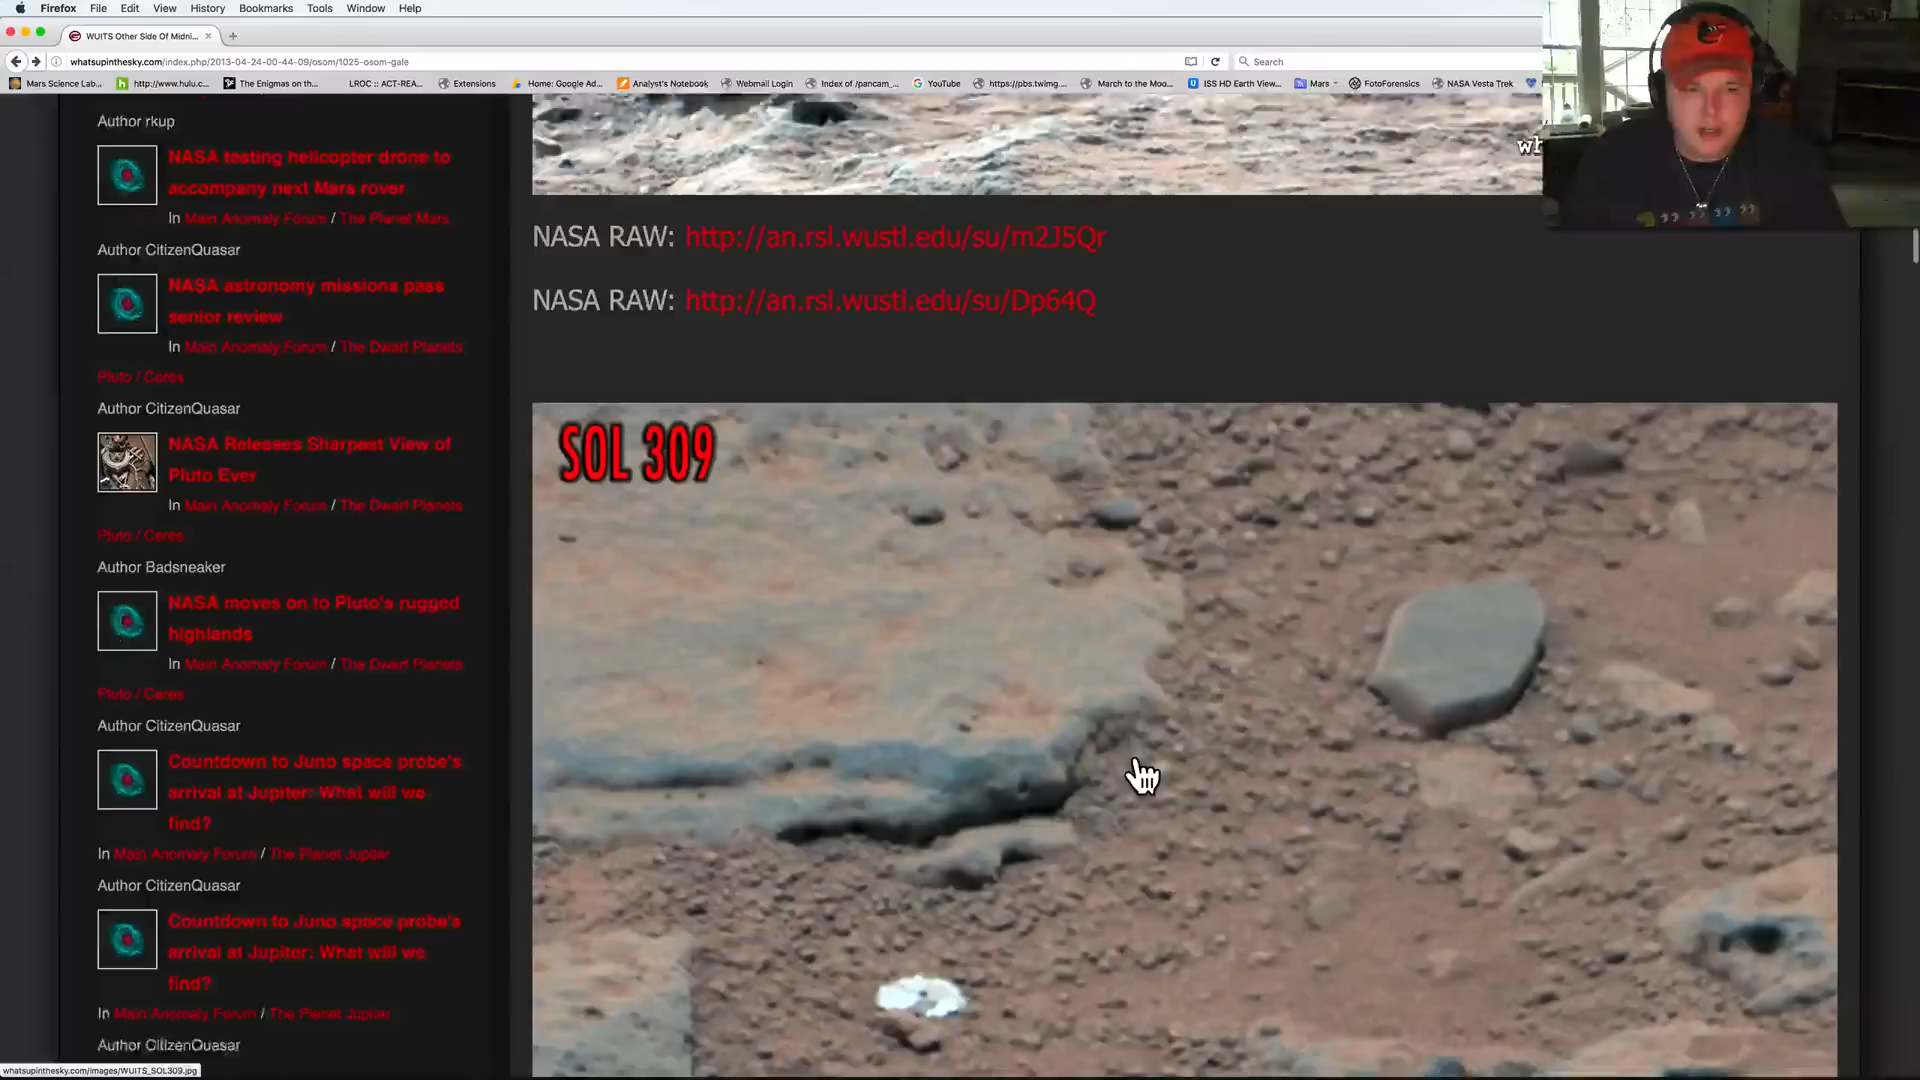 Firefox File Edit View History Bookmarks Tools Window Help
WUITS Other Side Of Midni...
whatsupinthesky.com/index.php/2013-04-24-00-44-09/osom/1025-osom-gale
Search
Mars Science Lab... http://www.hulu.c... The Enigmas on th... LROC :: ACT-REA... Extensions Home: Google Ad... Analyst's Notebook Webmail Login Index of /pancam_... YouTube https://pbs.twimg.... March to the Moo... ISS HD Earth View... Mars FotoForensics NASA Vesta Trek
Author rkup
NASA testing helicopter drone to
accompany next Mars rover
In Main Anomaly Forum / The Planet Mars
Author CitizenQuasar
NASA astronomy missions pass
senior review
In Main Anomaly Forum / The Dwarf Planets
Pluto / Ceres
Author CitizenQuasar
NASA Releases Sharpest View of
Pluto Ever
In Main Anomaly Forum / The Dwarf Planets
Pluto / Ceres
Author Badsneaker
NASA moves on to Pluto's rugged
highlands
In Main Anomaly Forum / The Dwarf Planets
Pluto / Ceres
Author CitizenQuasar
Countdown to Juno space probe's
arrival at Jupiter: What will we
find?
In Main Anomaly Forum / The Planet Jupiter
Author CitizenQuasar
Countdown to Juno space probe's
arrival at Jupiter: What will we
find?
In Main Anomaly Forum / The Planet Jupiter
Author CitizenQuasar
wh
NASA RAW: http://an.rsl.wustl.edu/su/m2J5Qr
NASA RAW: http://an.rsl.wustl.edu/su/Dp64Q
SOL 309
whatsupinthesky.com/images/WUITS_SOL309.jpg